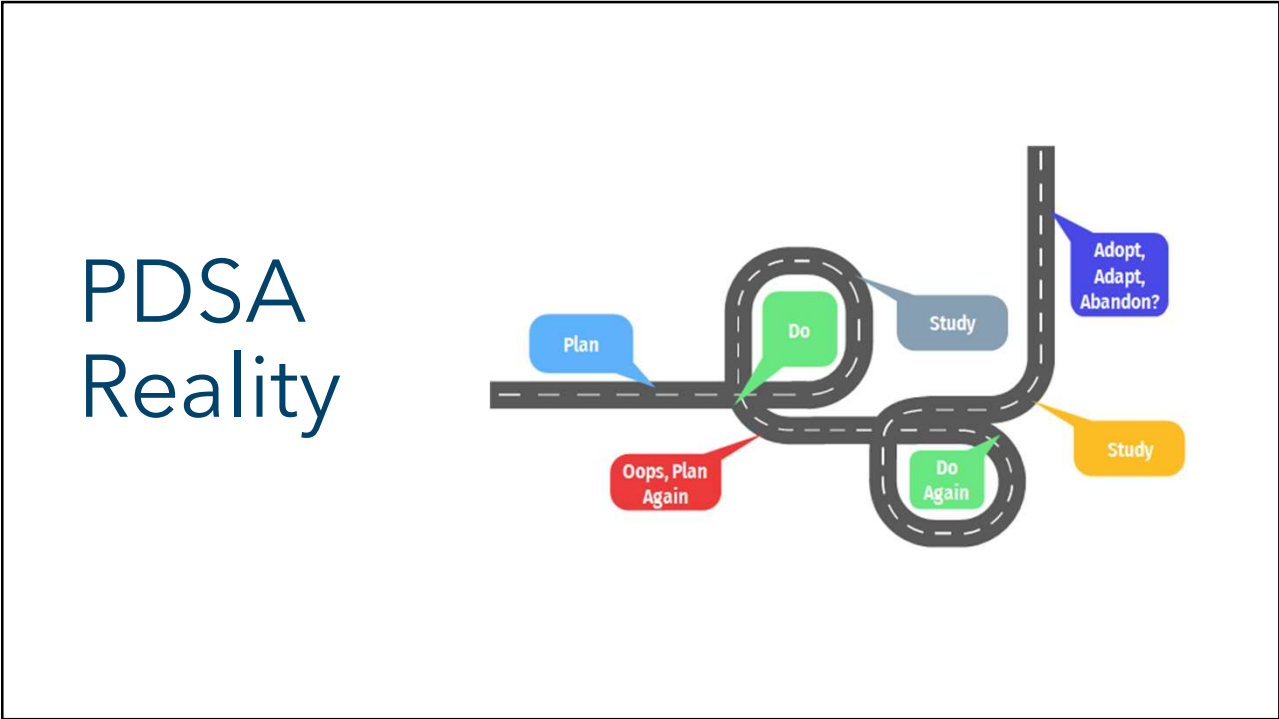 PDSA
Reality
Plan
Do
Study
Oops, Plan
Again
Do
Again
Study
Adopt,
Adapt,
Abandon?